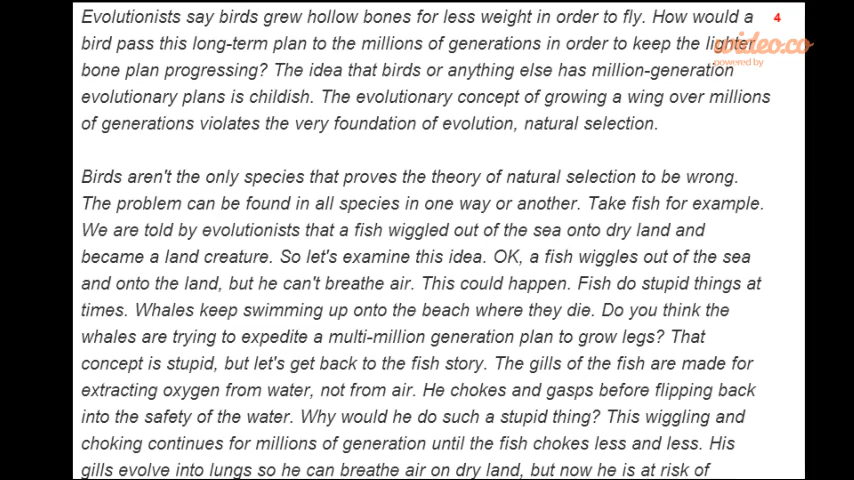 Evolutionists say birds grew hollow bones for less weight in order to fly. How would a
4
bird pass this long-term plan to the millions of generations in order to keep the lighter
wideo.co
bone plan progressing? The idea that birds or anything else has million-generation
powered by
evolutionary plans is childish. The evolutionary concept of growing a wing over millions
of generations violates the very foundation of evolution, natural selection.
Birds aren't the only species that proves the theory of natural selection to be wrong.
The problem can be found in all species in one way or another. Take fish for example.
We are told by evolutionists that a fish wiggled out of the sea onto dry land and
became a land creature. So let's examine this idea. OK, a fish wiggles out of the sea
and onto the land, but he can't breathe air. This could happen. Fish do stupid things at
times. Whales keep swimming up onto the beach where they die. Do you think the
whales are trying to expedite a multi-million generation plan to grow legs? That
concept is stupid, but let's get back to the fish story. The gills of the fish are made for
extracting oxygen from water, not from air. He chokes and gasps before flipping back
into the safety of the water. Why would he do such a stupid thing? This wiggling and
choking continues for millions of generation until the fish chokes less and less. His
gills evolve into lungs so he can breathe air on dry land, but now he is at risk of